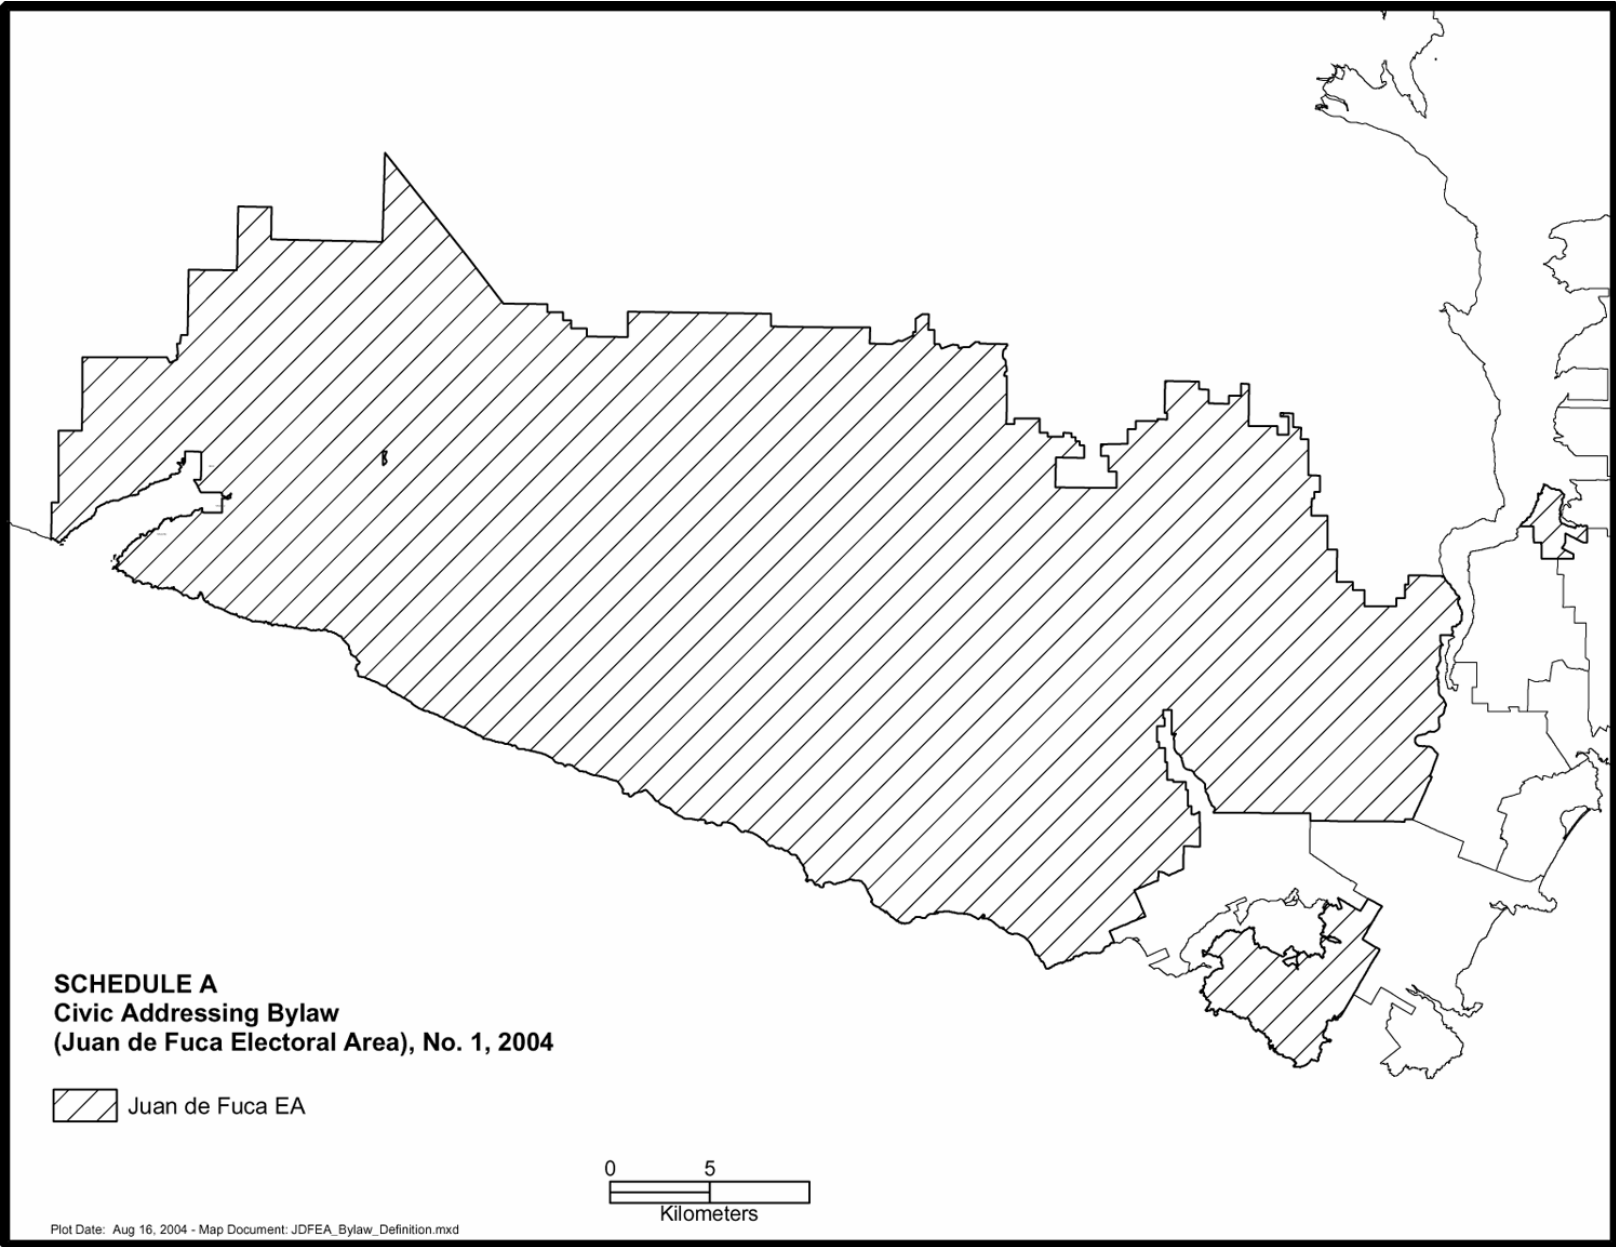 SCHEDULE A
Civic Addressing Bylaw
(Juan de Fuca Electoral Area), No. 1, 2004
Juan de Fuca EA
0 5
Kilometers
Plot Date: Aug 16, 2004 - Map Document: JDFEA_Bylaw_Definition.mxd